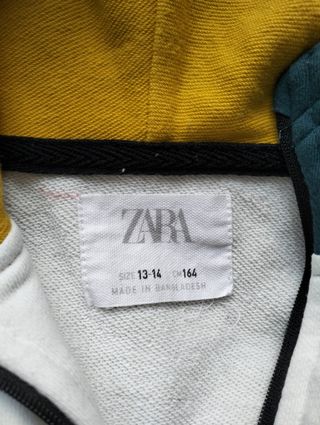 ZARA
SIZE 13-14 CM 164
MADE IN BANGLADESH